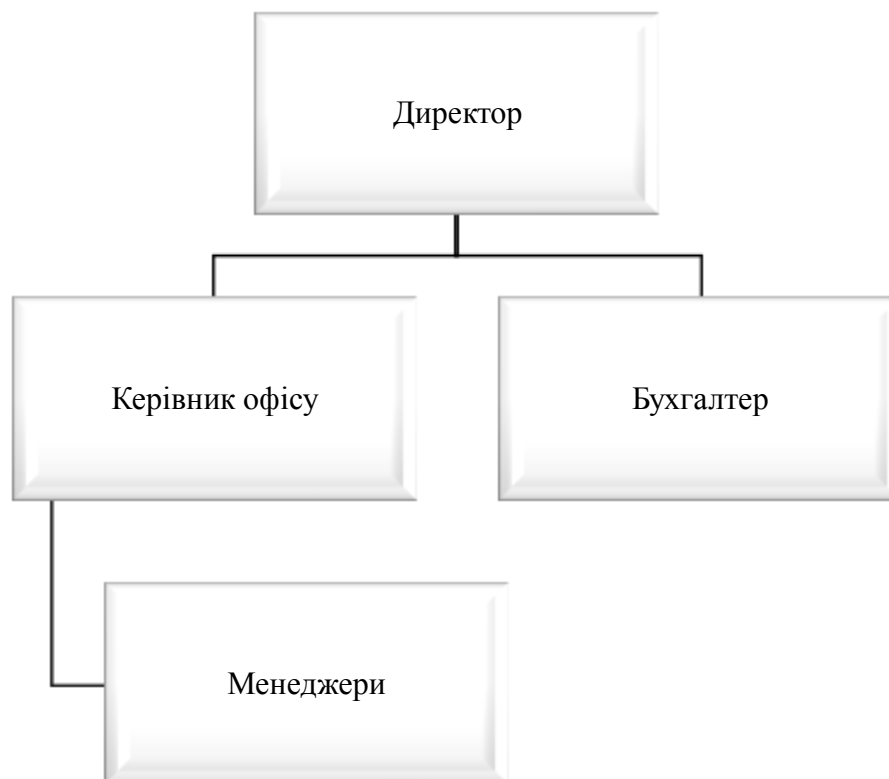 Директор
Керівник офісу
Бухгалтер
Менеджери